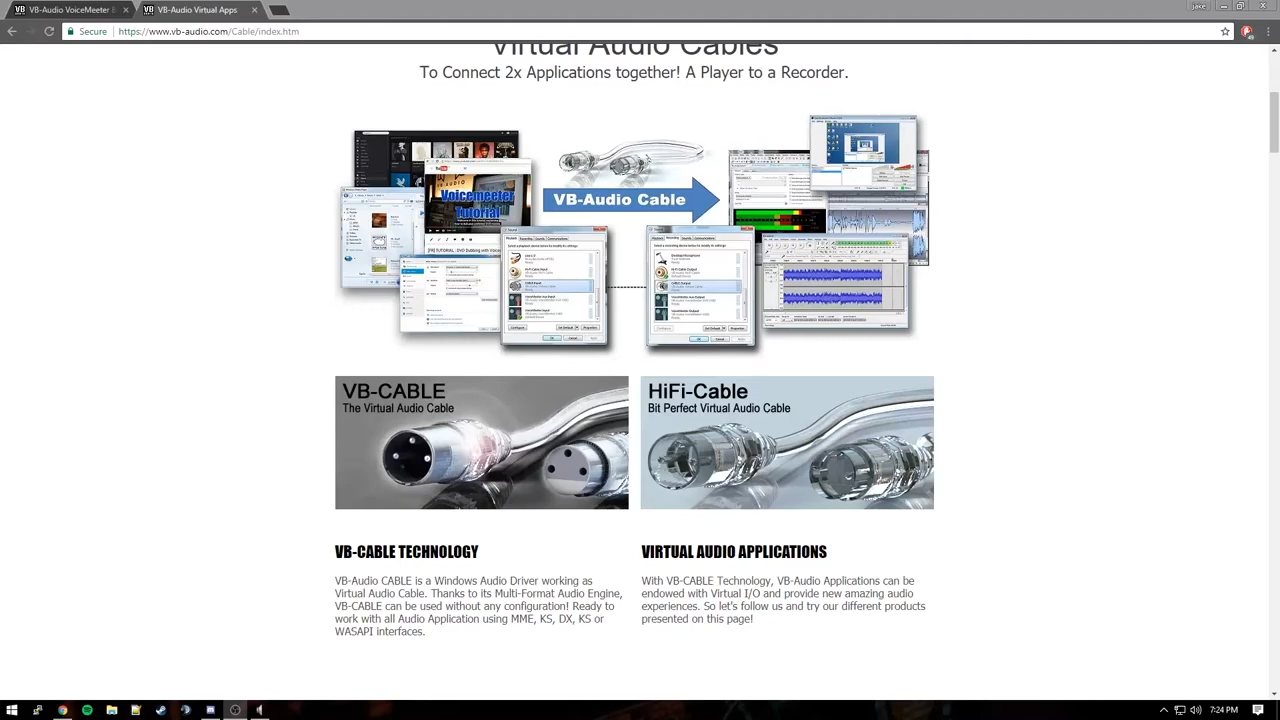 VB-Audio VoiceMeeter B
VB-Audio Virtual Apps
jake
Secure
https://www.vb-audio.com/Cable/index.htm
Virtual Audio Cables
To Connect 2x Applications together! A Player to a Recorder.
Voicemeeter
Tutorial
VB-Audio Cable
VB-CABLE
The Virtual Audio Cable
HiFi-Cable
Bit Perfect Virtual Audio Cable
VB-CABLE TECHNOLOGY
VB-Audio CABLE is a Windows Audio Driver working as
Virtual Audio Cable. Thanks to its Multi-Format Audio Engine,
VB-CABLE can be used without any configuration! Ready to
work with all Audio Application using MME, KS, DX, KS or
WASAPI interfaces.
VIRTUAL AUDIO APPLICATIONS
With VB-CABLE Technology, VB-Audio Applications can be
endowed with Virtual I/O and provide new amazing audio
experiences. So let's follow us and try our different products
presented on this page!
7:24 PM